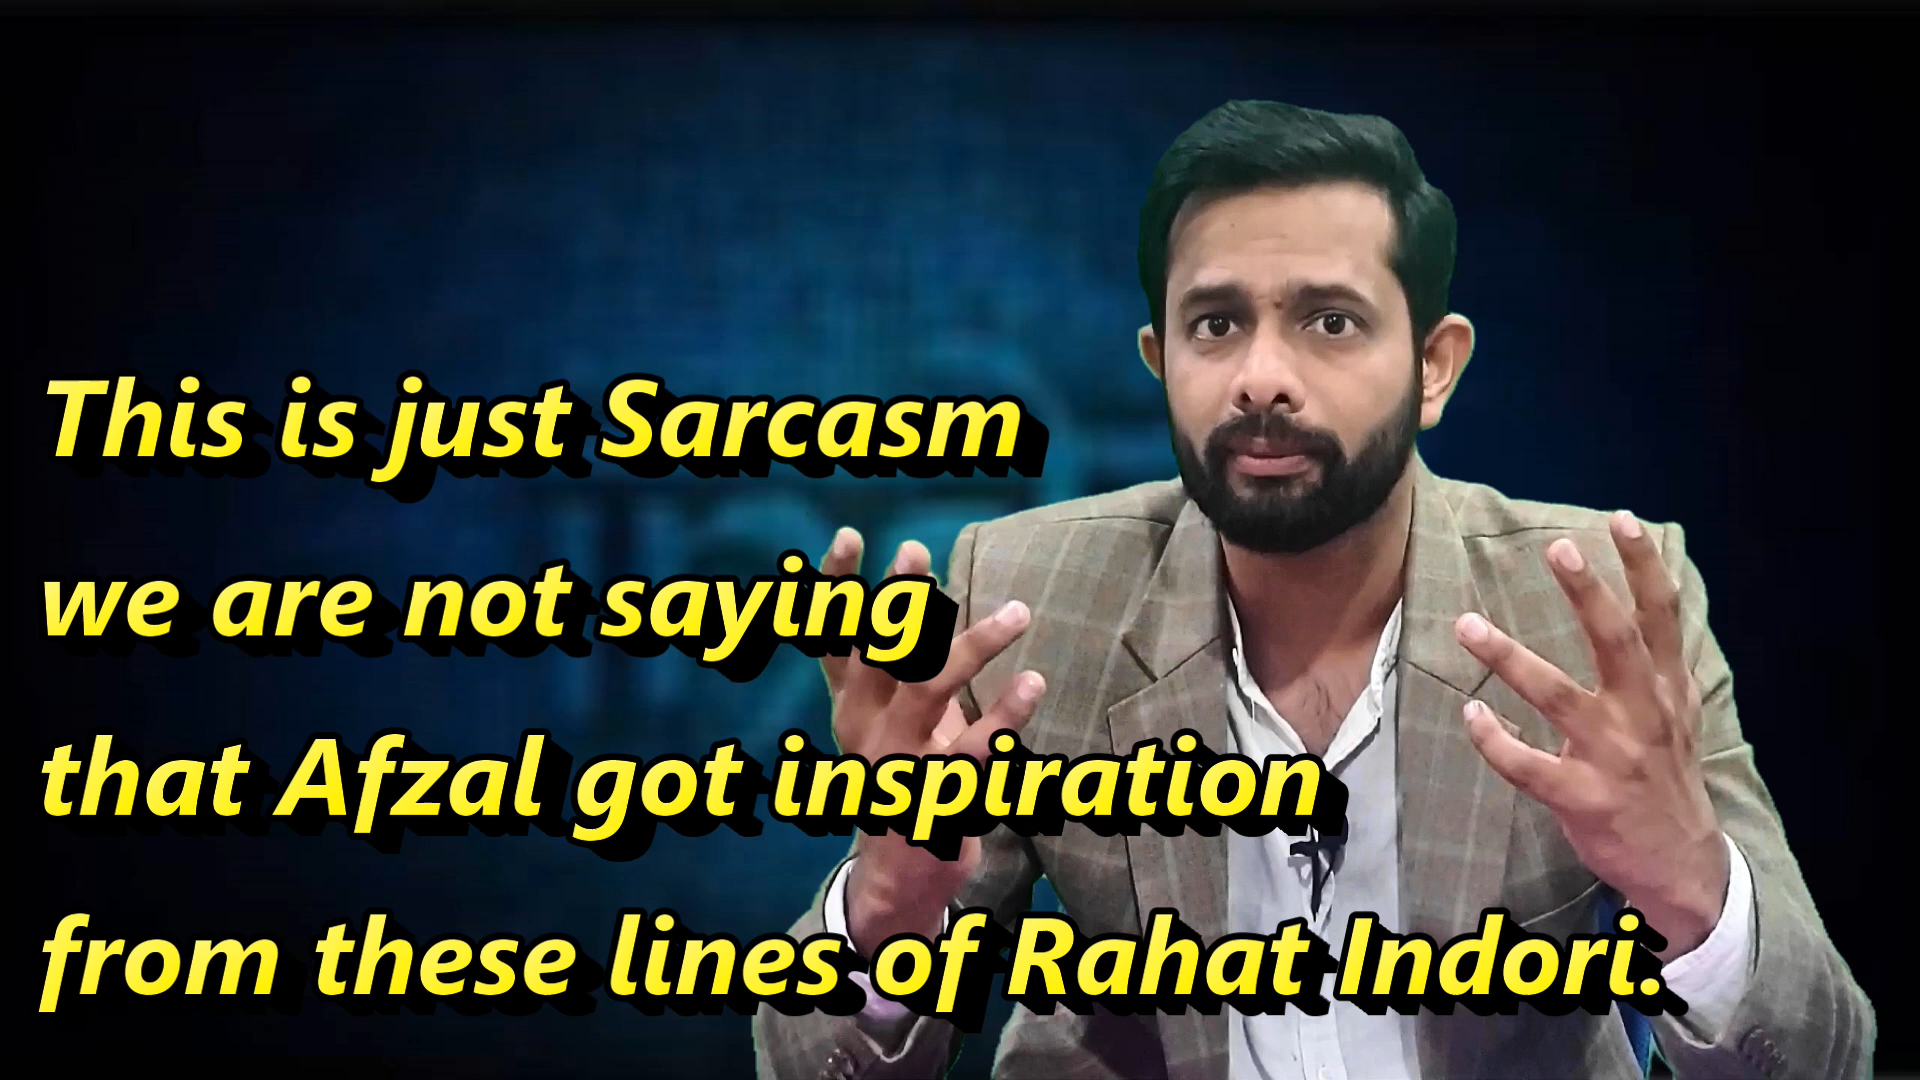 This is just Sarcasm
we are not saying
that Afzal got inspiration
from these lines of Rahat Indori.